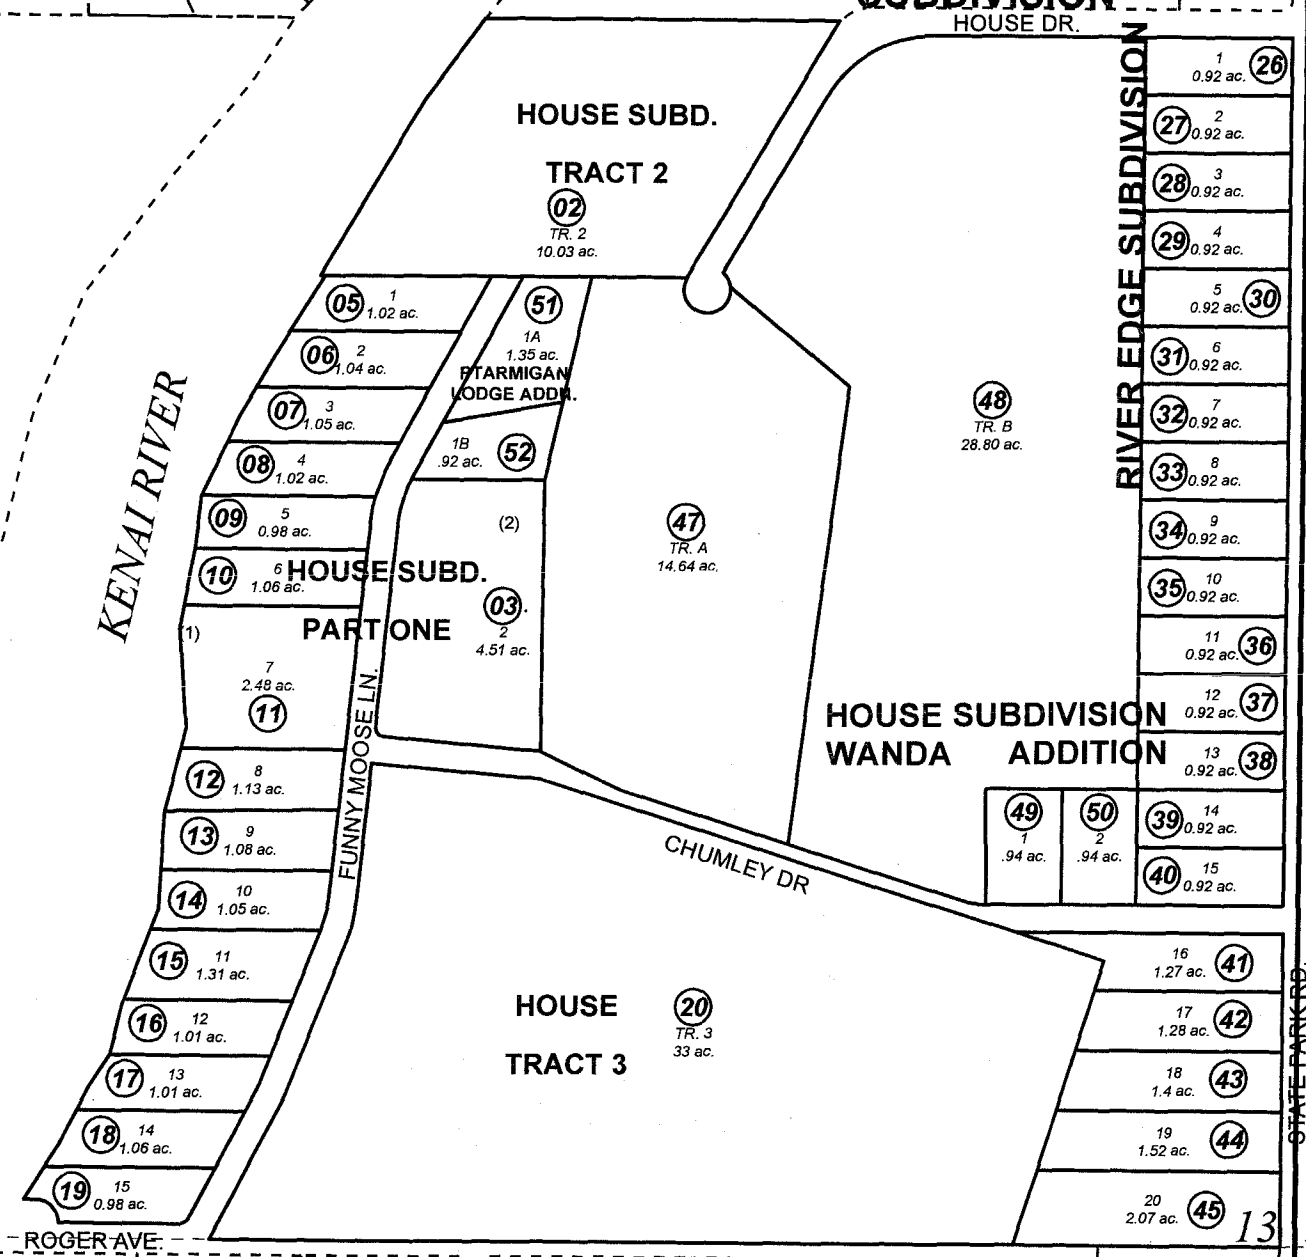 SUBDIVISION
HOUSE DR.
HOUSE SUBD.
TRACT 2
02
TR. 2
10.03 ac.
KENAI RIVER
05
1
1.02 ac.
06
2
1.04 ac.
07
3
1.05 ac.
08
4
1.02 ac.
09
5
0.98 ac.
10
6
1.06 ac.
HOUSE SUBD.
PART ONE
(1)
7
2.48 ac.
11
12
8
1.13 ac.
13
9
1.08 ac.
14
10
1.05 ac.
15
11
1.31 ac.
16
12
1.01 ac.
17
13
1.01 ac.
18
14
1.06 ac.
19
15
0.98 ac.
ROGER AVE.
FUNNY MOOSE LN.
51
1A
1.35 ac.
PTARMIGAN
LODGE ADDN.
1B
.92 ac.
52
(2)
03
2
4.51 ac.
47
TR. A
14.64 ac.
48
TR. B
28.80 ac.
HOUSE SUBDIVISION
WANDA ADDITION
49
1
.94 ac.
50
2
.94 ac.
CHUMLEY DR
HOUSE
TRACT 3
20
TR. 3
33 ac.
RIVER EDGE SUBDIVISION
1
0.92 ac.
26
27
2
0.92 ac.
28
3
0.92 ac.
29
4
0.92 ac.
5
0.92 ac.
30
31
6
0.92 ac.
32
7
0.92 ac.
33
8
0.92 ac.
34
9
0.92 ac.
35
10
0.92 ac.
11
0.92 ac.
36
12
0.92 ac.
37
13
0.92 ac.
38
39
14
0.92 ac.
40
15
0.92 ac.
16
1.27 ac.
41
17
1.28 ac.
42
18
1.4 ac.
43
19
1.52 ac.
44
20
2.07 ac.
45
13
STATE PARK RD.